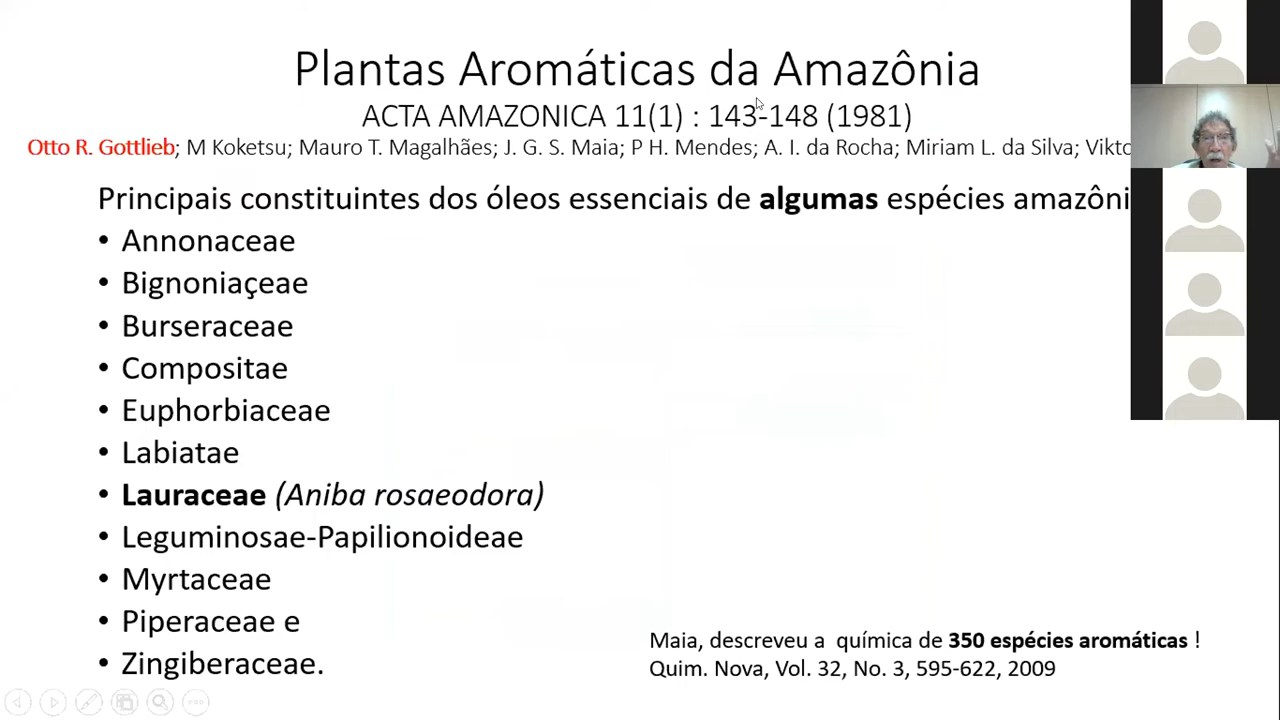 Plantas Aromáticas da Amazônia
ACTA AMAZONICA 11(1) : 143-148 (1981)
Otto R. Gottlieb; M Koketsu; Mauro T. Magalhães; J. G. S. Maia; P H. Mendes; A. I. da Rocha; Miriam L. da Silva; Vikto
Principais constituintes dos óleos essenciais de algumas espécies amazôni
• Annonaceae
• Bignoniaçeae
• Burseraceae
• Compositae
• Euphorbiaceae
• Labiatae
• Lauraceae (Aniba rosaeodora)
• Leguminosae-Papilionoideae
• Myrtaceae
• Piperaceae e
• Zingiberaceae.
Maia, descreveu a química de 350 espécies aromáticas !
Quim. Nova, Vol. 32, No. 3, 595-622, 2009